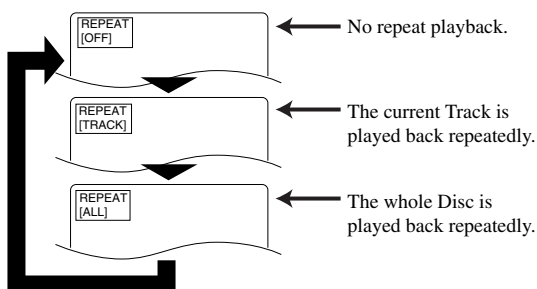 REPEAT
[OFF]
No repeat playback.
REPEAT
[TRACK]
The current Track is
played back repeatedly.
REPEAT
[ALL]
The whole Disc is
played back repeatedly.